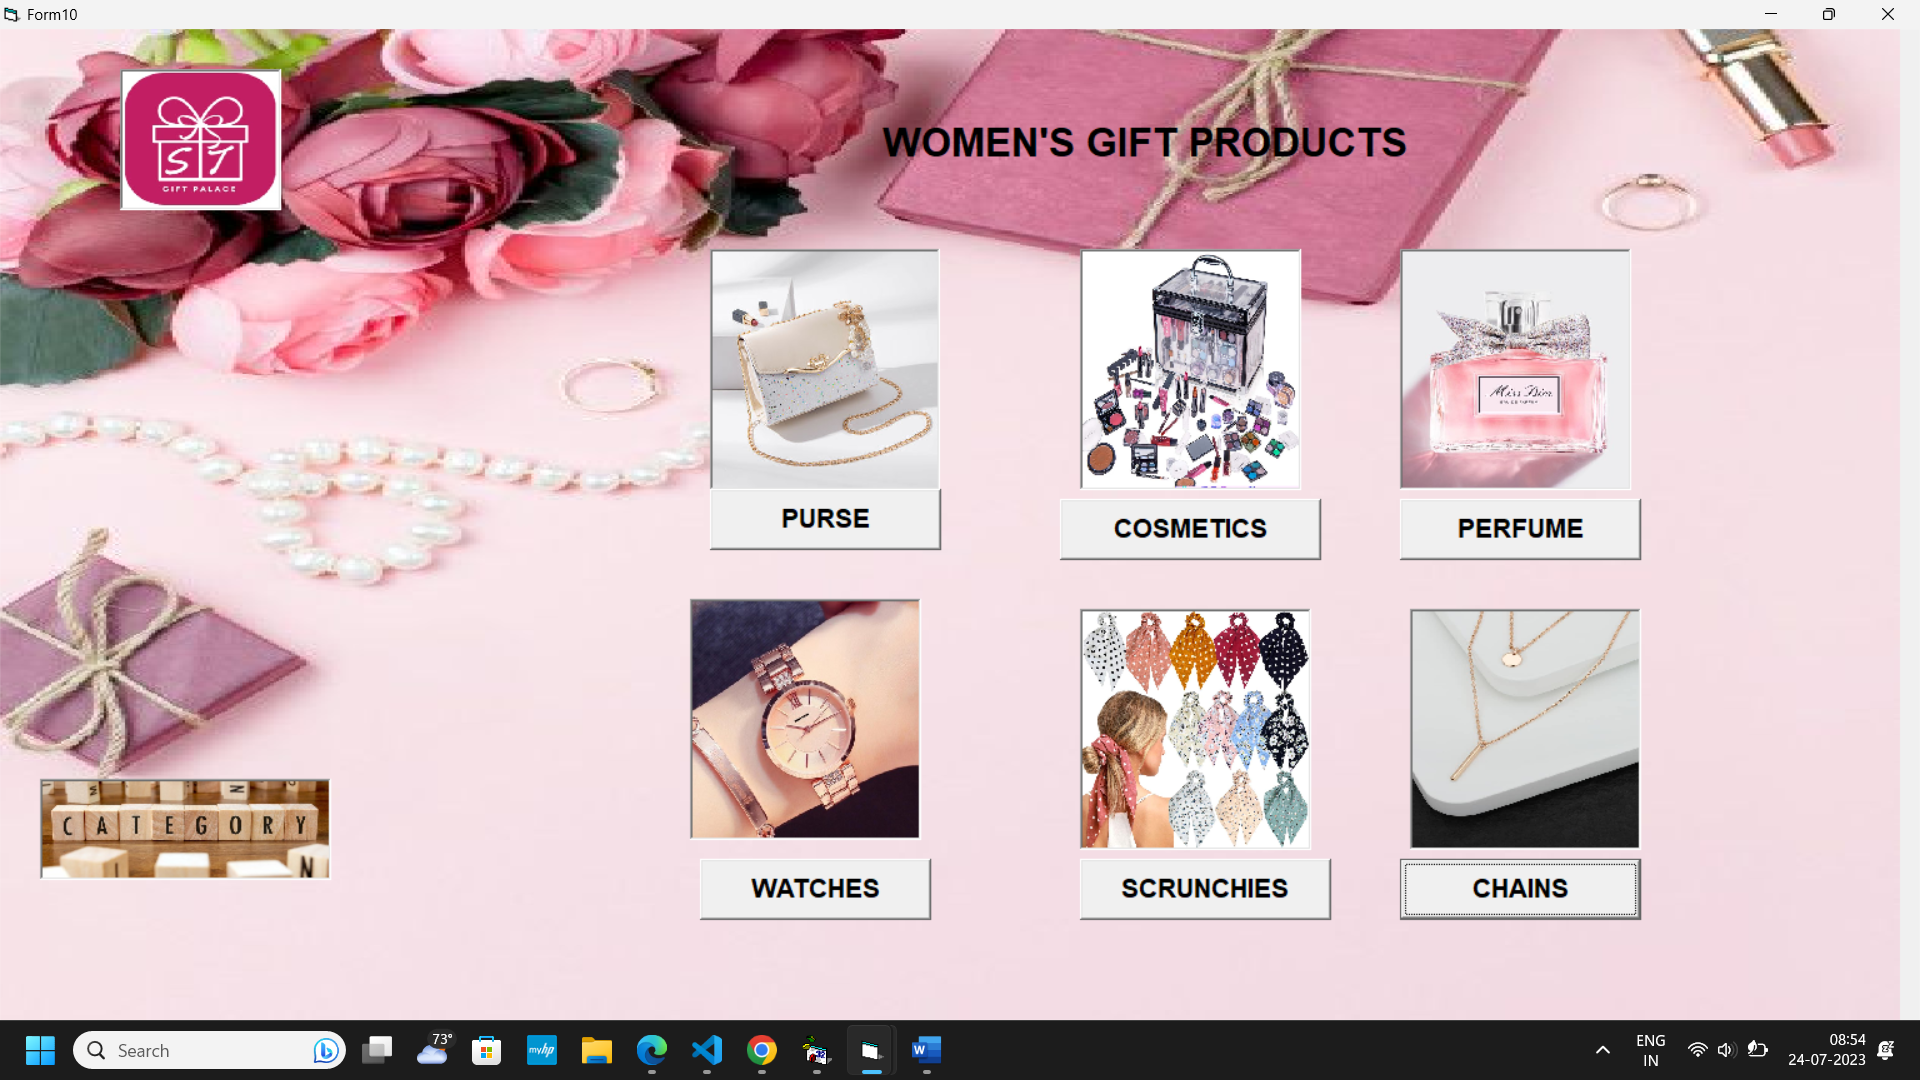 Form10
ST
GIFT PALACE
WOMEN'S GIFT PRODUCTS
Miss Dior
PURSE
COSMETICS
PERFUME
CATEGORY
N
N
WATCHES
SCRUNCHIES
CHAINS
Search
73°
myhp
W
ENG
IN
08:54
24-07-2023